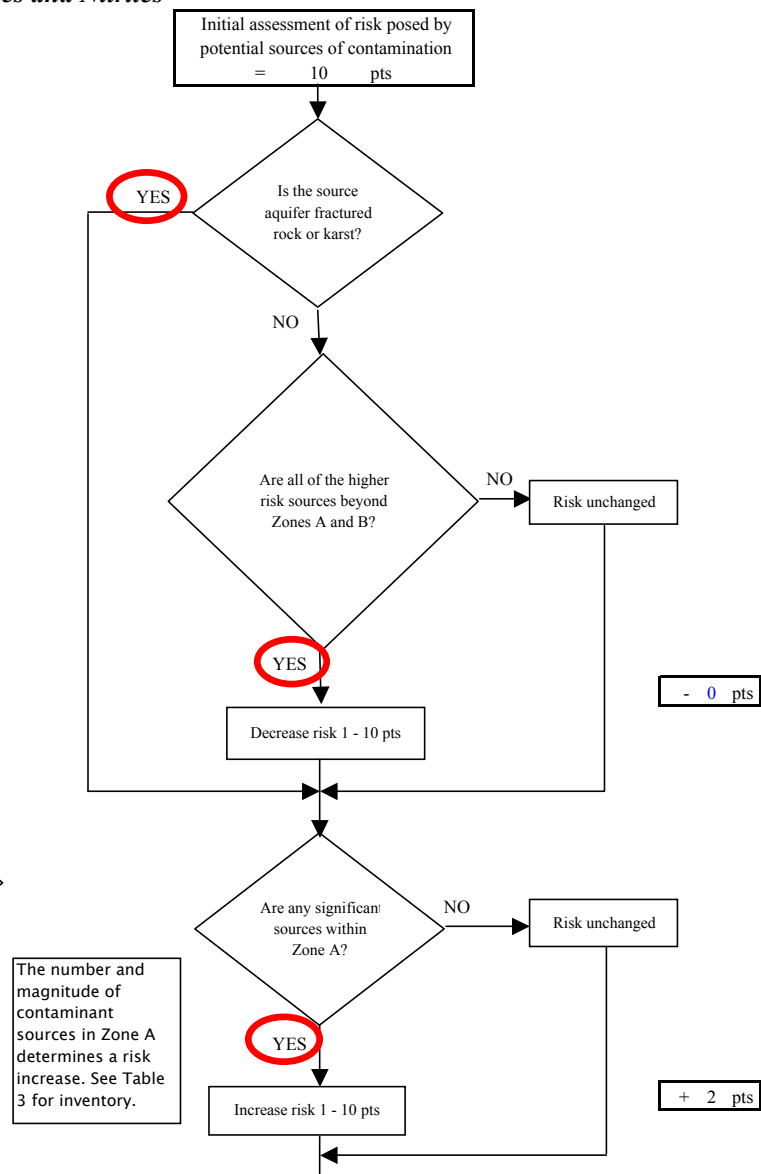 es and Nitrites
Initial assessment of risk posed by
potential sources of contamination
= 10 pts
YES
Is the source
aquifer fractured
rock or karst?
NO
Are all of the higher
risk sources beyond
Zones A and B?
NO
Risk unchanged
YES
- 0 pts
Decrease risk 1 - 10 pts
Are any significant
sources within
Zone A?
NO
Risk unchanged
The number and
magnitude of
contaminant
sources in Zone A
determines a risk
increase. See Table
3 for inventory.
YES
+ 2 pts
Increase risk 1 - 10 pts